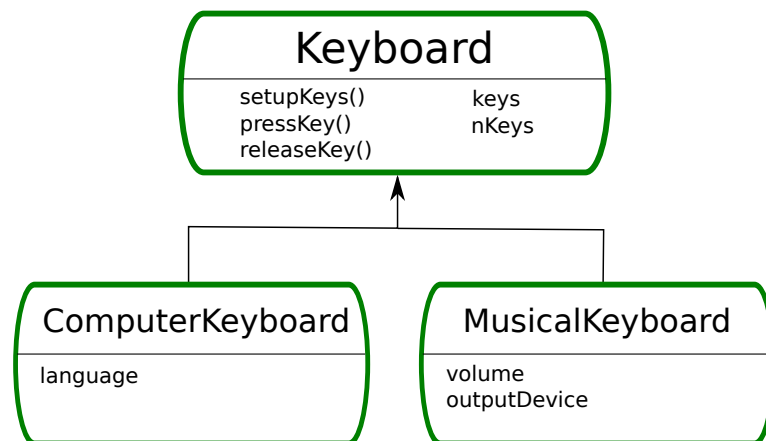 Keyboard
setupKeys() keys
pressKey() nKeys
releaseKey()
ComputerKeyboard
language
MusicalKeyboard
volume
outputDevice